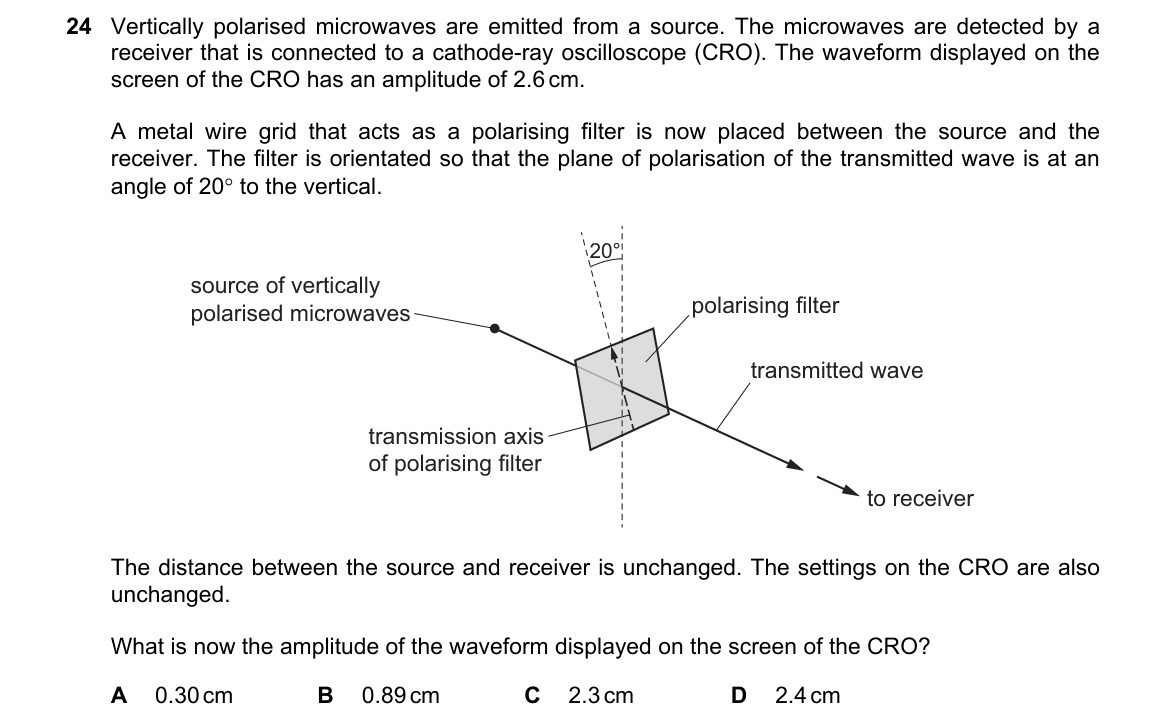 24 Vertically polarised microwaves are emitted from a source. The microwaves are detected by a
receiver that is connected to a cathode-ray oscilloscope (CRO). The waveform displayed on the
screen of the CRO has an amplitude of 2.6 cm.
A metal wire grid that acts as a polarising filter is now placed between the source and the
receiver. The filter is orientated so that the plane of polarisation of the transmitted wave is at an
angle of 20° to the vertical.
20°
source of vertically
polarised microwaves
polarising filter
transmitted wave
transmission axis
of polarising filter
to receiver
The distance between the source and receiver is unchanged. The settings on the CRO are also
unchanged.
What is now the amplitude of the waveform displayed on the screen of the CRO?
A 0.30 cm B 0.89 cm C 2.3 cm D 2.4 cm